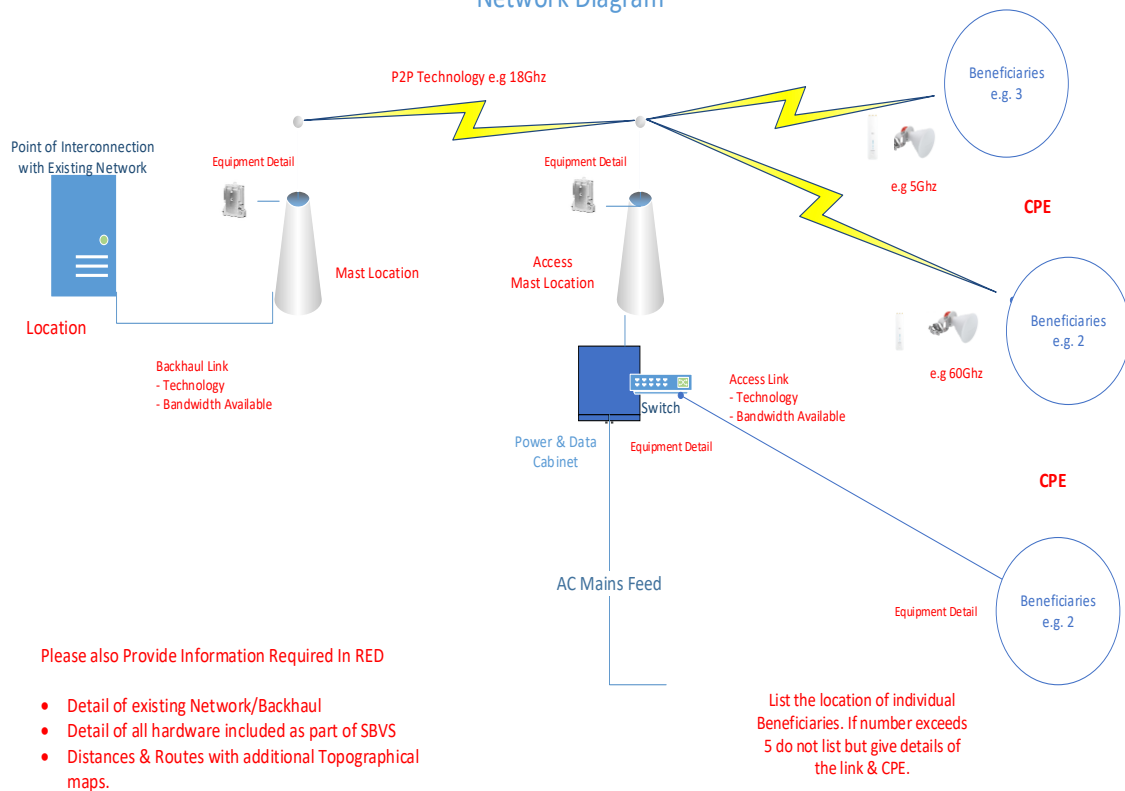 Network Diagram
P2P Technology e.g 18Ghz
Beneficiaries
e.g. 3
Point of Interconnection
with Existing Network
Equipment Detail
Equipment Detail
e.g 5Ghz
CPE
Mast Location
Access
Mast Location
Location
Beneficiaries
e.g. 2
Backhaul Link
- Technology
- Bandwidth Available
e.g 60Ghz
Access Link
- Technology
- Bandwidth Available
Switch
Power & Data
Cabinet
Equipment Detail
CPE
AC Mains Feed
Equipment Detail
Beneficiaries
e.g. 2
Please also Provide Information Required In RED
• Detail of existing Network/Backhaul
• Detail of all hardware included as part of SBVS
• Distances & Routes with additional Topographical
maps.
List the location of individual
Beneficiaries. If number exceeds
5 do not list but give details of
the link & CPE.